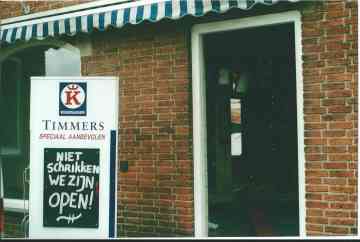 K
TIMMERS
SPECIAAL AANBEVOLEN
NIET
SCHRIKKEN
WE ZIJN
OPEN!